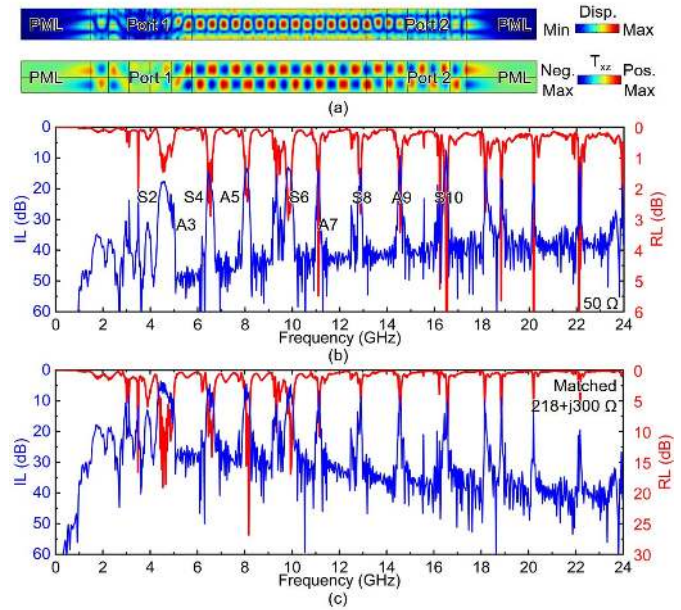 PML Port 1 Port 2 PML
Disp.
Min Max
PML Port 1 Port 2 PML
Neg. Txz Pos.
Max Max
(a)
0 10 20 30 40 50 60
IL (dB)
S2 A3 S4 A5 S6 A7 S8 A9 S10
50 Ω
0 1 2 3 4 5 6
RL (dB)
0 2 4 6 8 10 12 14 16 18 20 22 24
Frequency (GHz)
(b)
0 10 20 30 40 50 60
IL (dB)
Matched
218+j300 Ω
0 5 10 15 20 25 30
RL (dB)
0 2 4 6 8 10 12 14 16 18 20 22 24
Frequency (GHz)
(c)